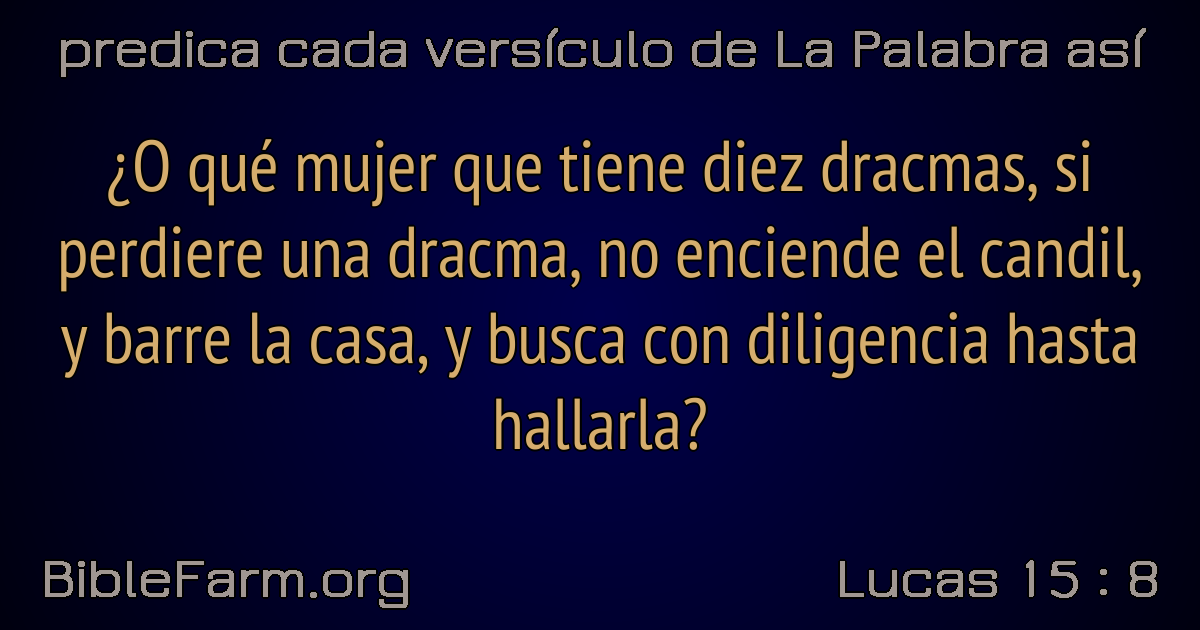 predica cada versículo de La Palabra así
¿O qué mujer que tiene diez dracmas, si
perdiere una dracma, no enciende el candil,
y barre la casa, y busca con diligencia hasta
hallarla?
BibleFarm.org
Lucas 15 : 8